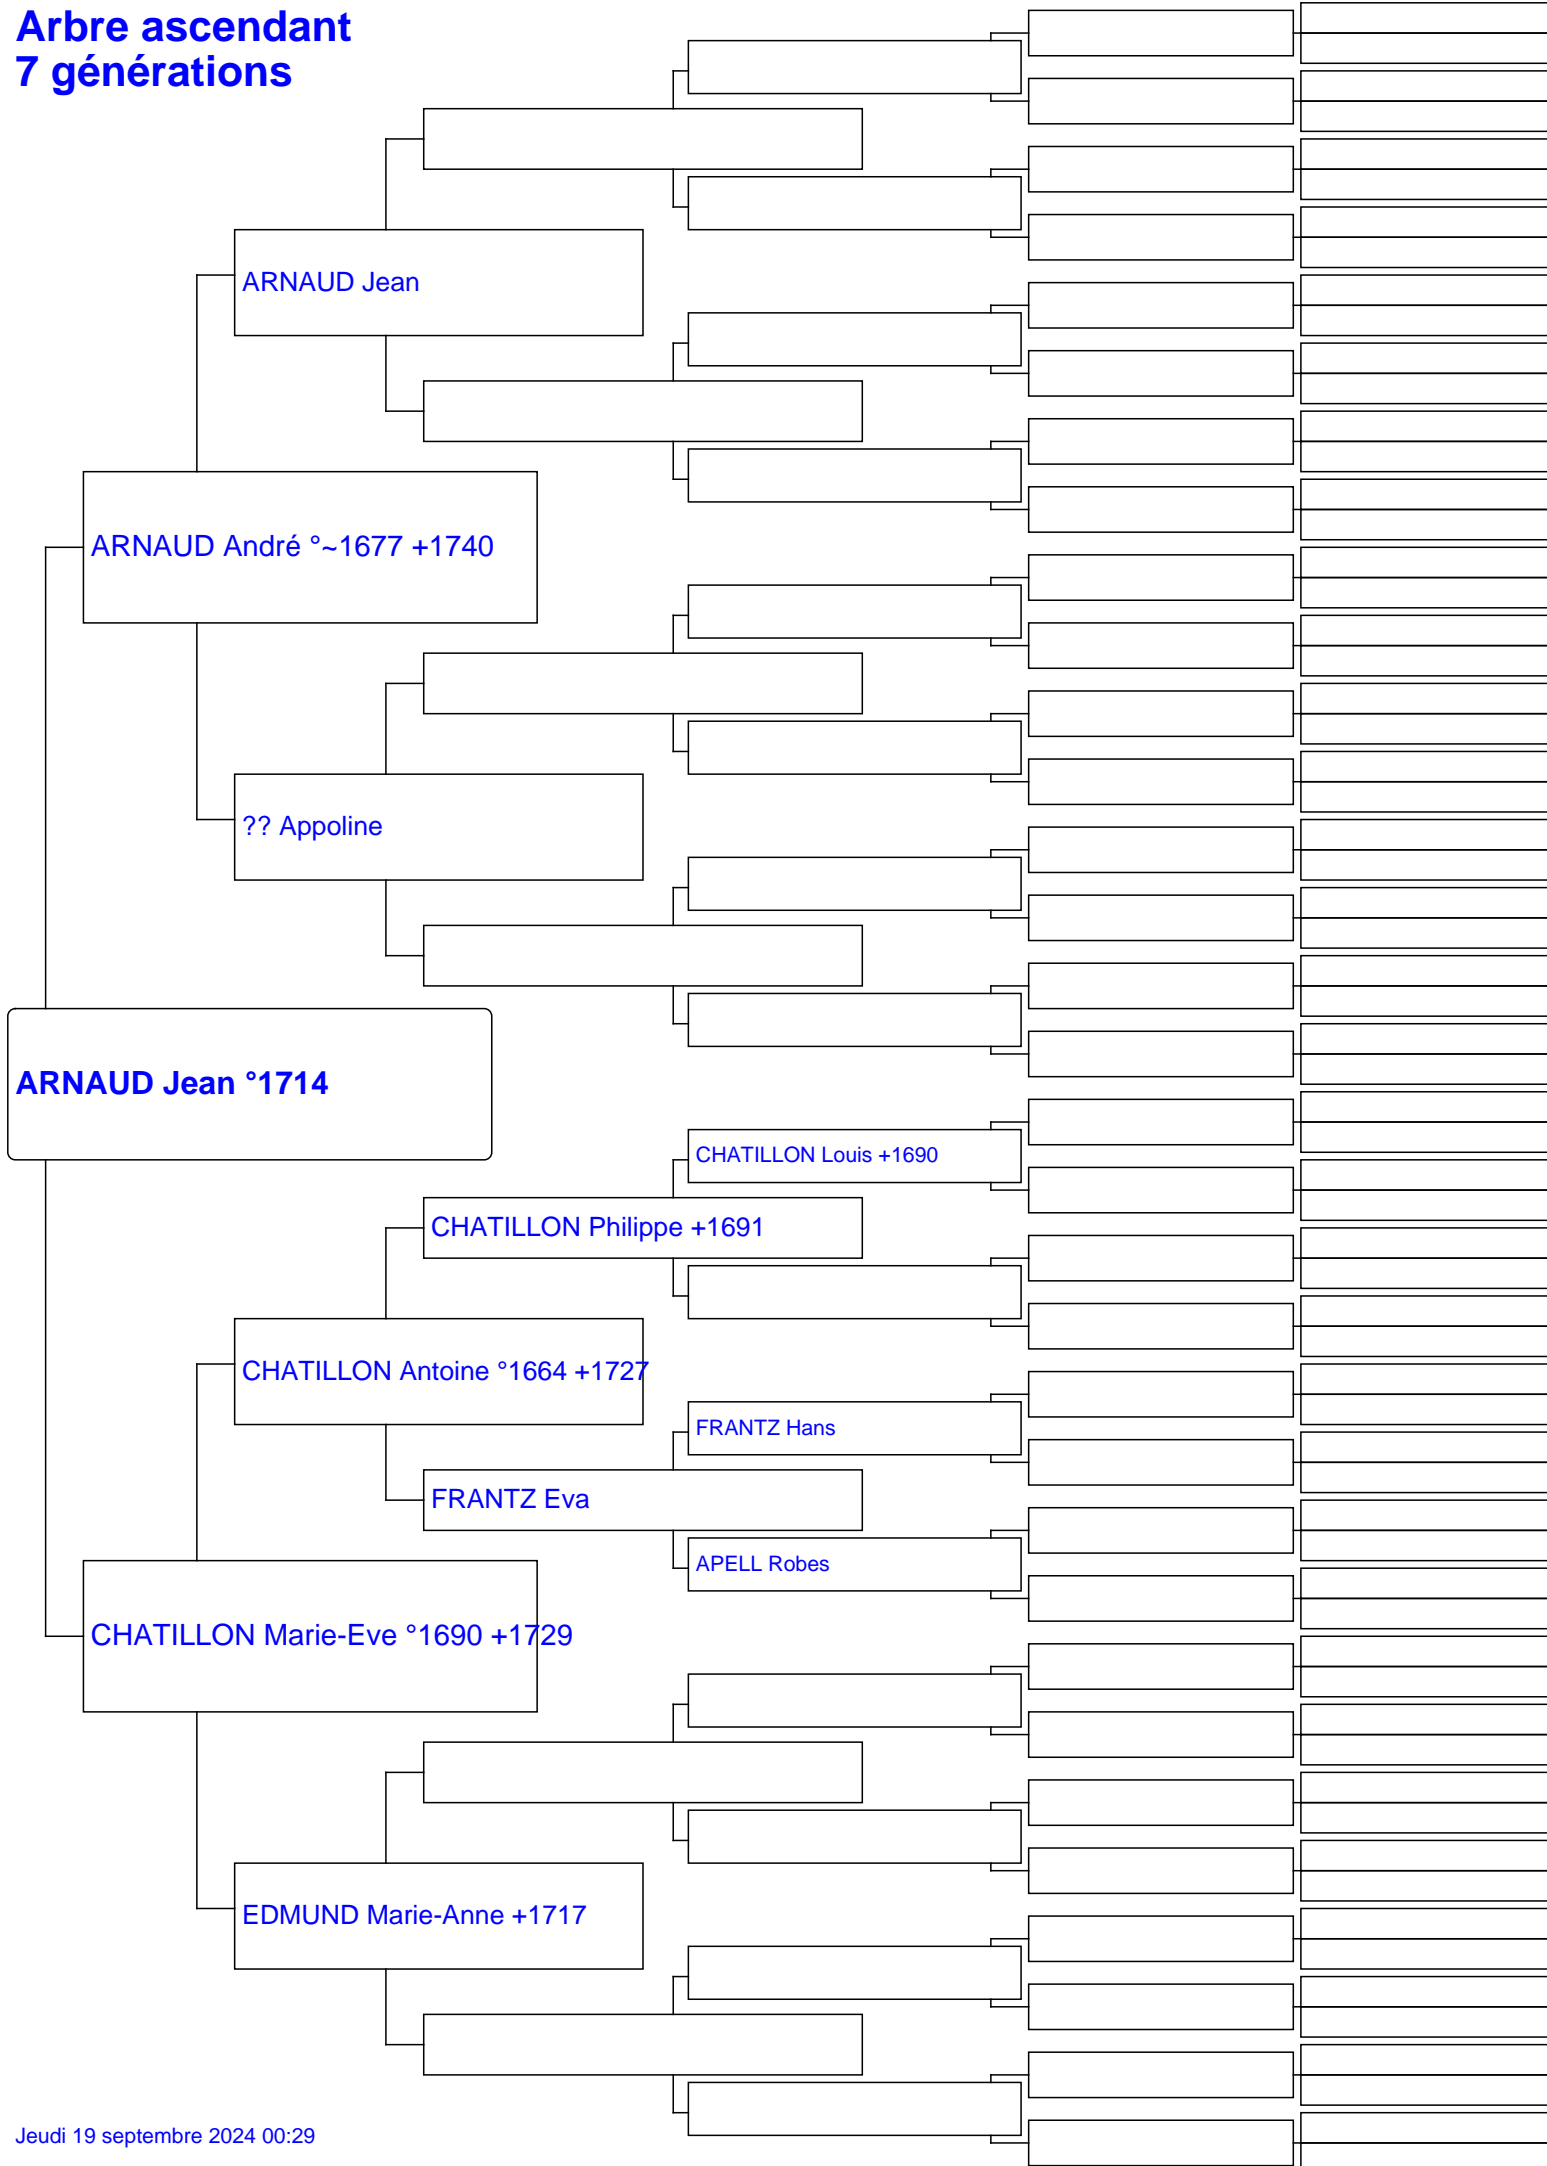 Arbre ascendant
7 générations
ARNAUD Jean
ARNAUD André °~1677 +1740
?? Appoline
ARNAUD Jean °1714
CHATILLON Louis +1690
CHATILLON Philippe +1691
CHATILLON Antoine °1664 +1727
FRANTZ Hans
FRANTZ Eva
APELL Robes
CHATILLON Marie-Eve °1690 +1729
EDMUND Marie-Anne +1717
Jeudi 19 septembre 2024 00:29